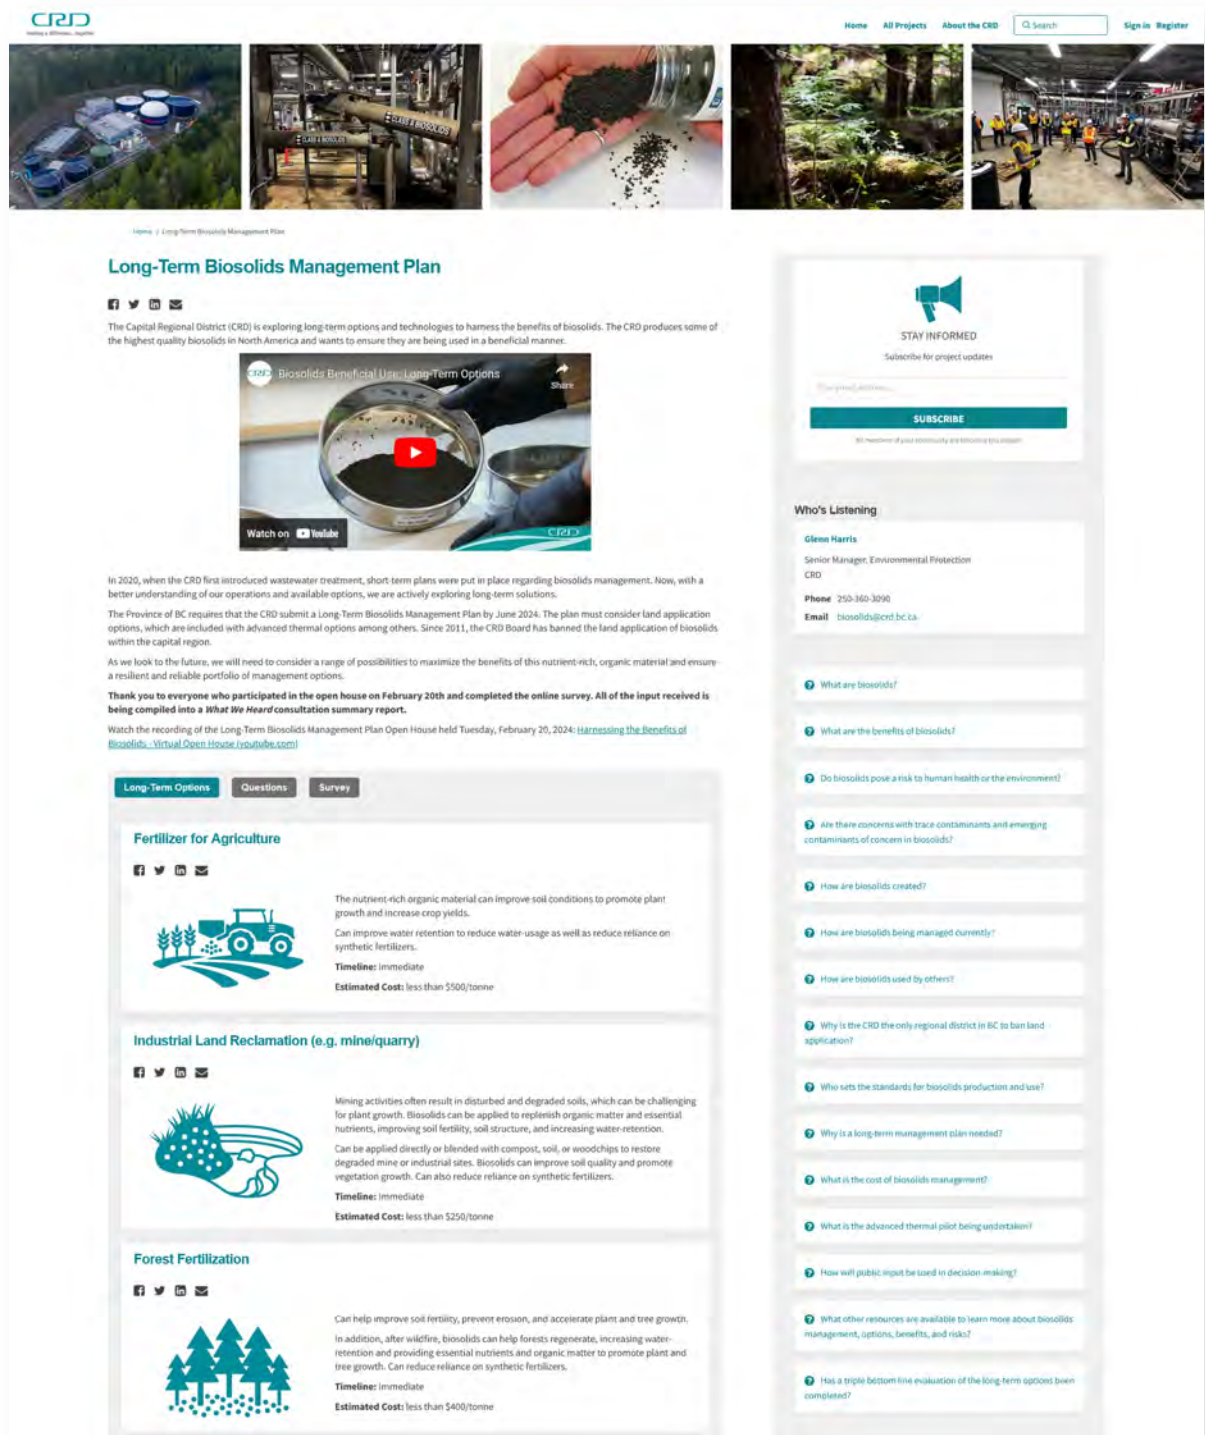 CRD
making a difference...together
Home All Projects About the CRD Search Sign in Register
CLASS A BIOSOLIDS
CLASS A BIOSOLIDS
Home / Long-Term Biosolids Management Plan
Long-Term Biosolids Management Plan
The Capital Regional District (CRD) is exploring long-term options and technologies to harness the benefits of biosolids. The CRD produces some of
the highest quality biosolids in North America and wants to ensure they are being used in a beneficial manner.
CRD Biosolids Beneficial Use: Long-Term Options
Share
Watch on YouTube
CRD
In 2020, when the CRD first introduced wastewater treatment, short-term plans were put in place regarding biosolids management. Now, with a
better understanding of our operations and available options, we are actively exploring long-term solutions.
The Province of BC requires that the CRD submit a Long-Term Biosolids Management Plan by June 2024. The plan must consider land application
options, which are included with advanced thermal options among others. Since 2011, the CRD Board has banned the land application of biosolids
within the capital region.
As we look to the future, we will need to consider a range of possibilities to maximize the benefits of this nutrient-rich, organic material and ensure
a resilient and reliable portfolio of management options.
Thank you to everyone who participated in the open house on February 20th and completed the online survey. All of the input received is
being compiled into a What We Heard consultation summary report.
Watch the recording of the Long-Term Biosolids Management Plan Open House held Tuesday, February 20, 2024: Harnessing the Benefits of
Biosolids - Virtual Open House (youtube.com)
Long-Term Options Questions Survey
Fertilizer for Agriculture
The nutrient-rich organic material can improve soil conditions to promote plant
growth and increase crop yields.
Can improve water retention to reduce water-usage as well as reduce reliance on
synthetic fertilizers.
Timeline: Immediate
Estimated Cost: less than $500/tonne
Industrial Land Reclamation (e.g. mine/quarry)
Mining activities often result in disturbed and degraded soils, which can be challenging
for plant growth. Biosolids can be applied to replenish organic matter and essential
nutrients, improving soil fertility, soil structure, and increasing water-retention.
Can be applied directly or blended with compost, soil, or woodchips to restore
degraded mine or industrial sites. Biosolids can improve soil quality and promote
vegetation growth. Can also reduce reliance on synthetic fertilizers.
Timeline: Immediate
Estimated Cost: less than $250/tonne
Forest Fertilization
Can help improve soil fertility, prevent erosion, and accelerate plant and tree growth.
In addition, after wildfire, biosolids can help forests regenerate, increasing water-
retention and providing essential nutrients and organic matter to promote plant and
tree growth. Can reduce reliance on synthetic fertilizers.
Timeline: Immediate
Estimated Cost: less than $400/tonne
STAY INFORMED
Subscribe for project updates
Your email address...
SUBSCRIBE
members of your community are following this project
Who's Listening
Glenn Harris
Senior Manager, Environmental Protection
CRD
Phone 250-360-3090
Email biosolids@crd.bc.ca
What are biosolids?
What are the benefits of biosolids?
Do biosolids pose a risk to human health or the environment?
Are there concerns with trace contaminants and emerging
contaminants of concern in biosolids?
How are biosolids created?
How are biosolids being managed currently?
How are biosolids used by others?
Why is the CRD the only regional district in BC to ban land
application?
Who sets the standards for biosolids production and use?
Why is a long-term management plan needed?
What is the cost of biosolids management?
What is the advanced thermal pilot being undertaken?
How will public input be used in decision-making?
What other resources are available to learn more about biosolids
management, options, benefits, and risks?
Has a triple bottom line evaluation of the long-term options been
completed?